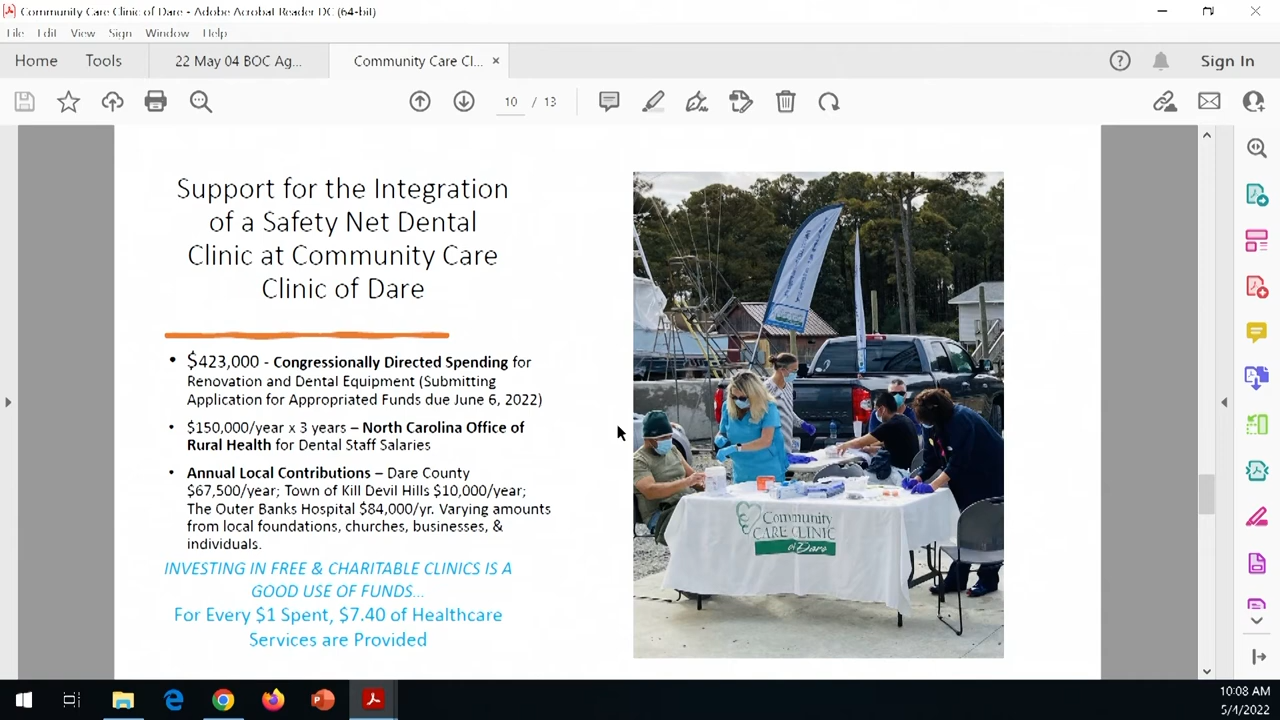 Community Care Clinic of Dare - Adobe Acrobat Reader DC (64-bit)
File Edit View Sign Window Help
Home Tools 22 May 04 BOC Ag... Community Care Cl... × Sign In
10 / 13
Support for the Integration
of a Safety Net Dental
Clinic at Community Care
Clinic of Dare
• $423,000 - Congressionally Directed Spending for
Renovation and Dental Equipment (Submitting
Application for Appropriated Funds due June 6, 2022)
• $150,000/year x 3 years – North Carolina Office of
Rural Health for Dental Staff Salaries
• Annual Local Contributions – Dare County
$67,500/year; Town of Kill Devil Hills $10,000/year;
The Outer Banks Hospital $84,000/yr. Varying amounts
from local foundations, churches, businesses, &
individuals.
INVESTING IN FREE & CHARITABLE CLINICS IS A
GOOD USE OF FUNDS...
For Every $1 Spent, $7.40 of Healthcare
Services are Provided
Community
CARE CLINIC
of Dare
10:08 AM
5/4/2022